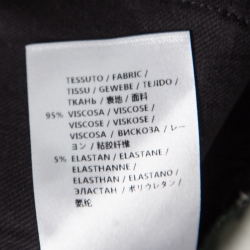 TESSUTO / FABRIC /
TISSU / GEWEBE / TEJIDO /
ТКАНЬ / 裏地 / 面料
95% VISCOSA / VISCOSE /
VISCOSE / VISKOSE /
VISCOSA / ВИСКОЗА / レー
ヨン / 粘胶纤维
5% ELASTAN / ELASTANE /
ELASTHANNE /
ELASTHAN / ELASTANO /
ЭЛАСТАН / ポリウレタン /
氨纶